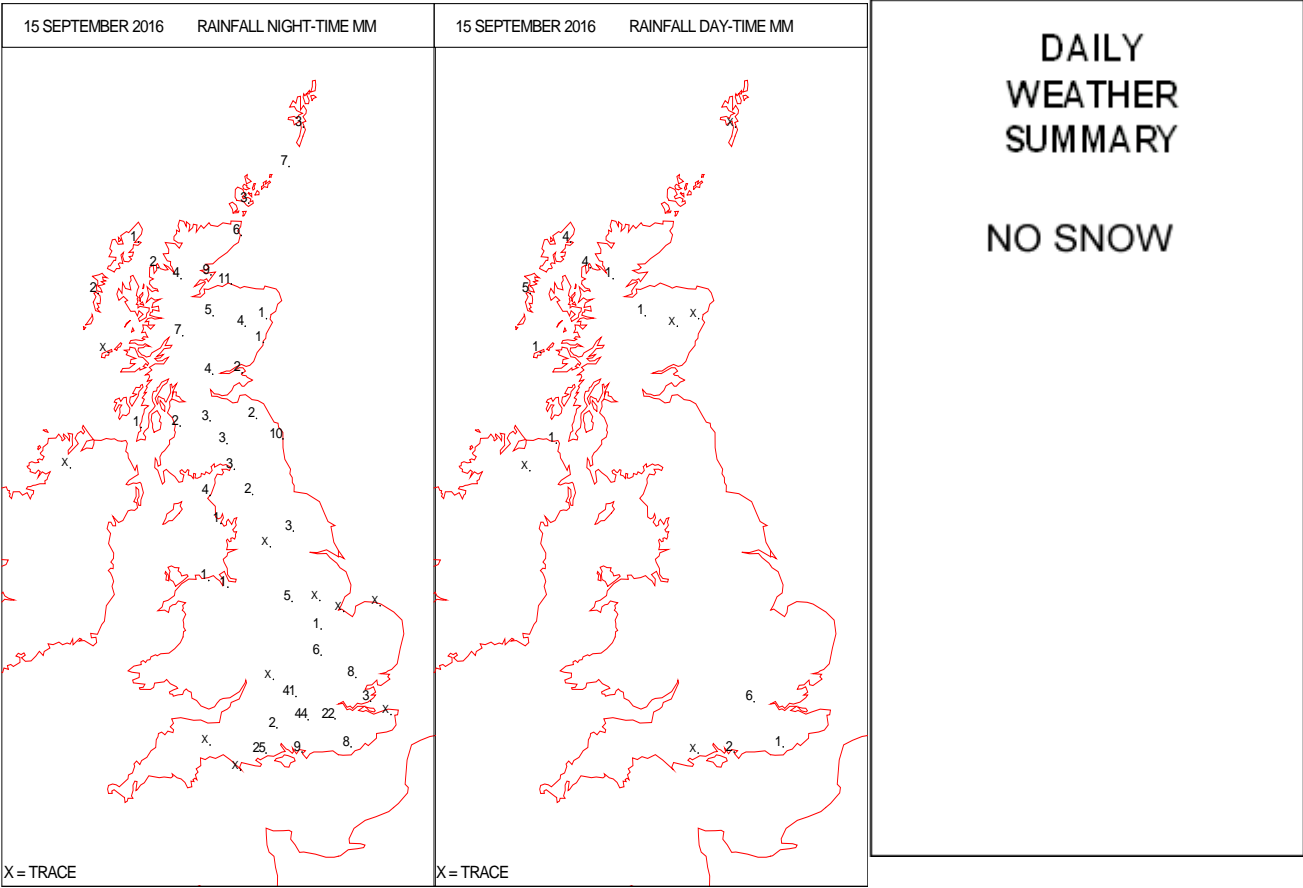 15 SEPTEMBER 2016 RAINFALL NIGHT-TIME MM
3.
7.
3.
6.
1.
2.
9.
4.
11.
2.
5.
1.
4.
7.
1.
X.
4.
2.
3.
2.
1.
2.
10.
3.
X.
3.
4.
2.
1.
3.
X.
1.
1.
5.
X.
X.
X.
1.
6.
X.
8.
41.
3.
X.
44.
22.
2.
X.
25.
9.
8.
X.
X = TRACE
15 SEPTEMBER 2016 RAINFALL DAY-TIME MM
X.
4.
4.
1.
5.
1.
X.
X.
1.
1.
X.
6.
X.
2.
1.
X = TRACE
DAILY
WEATHER
SUMMARY
NO SNOW